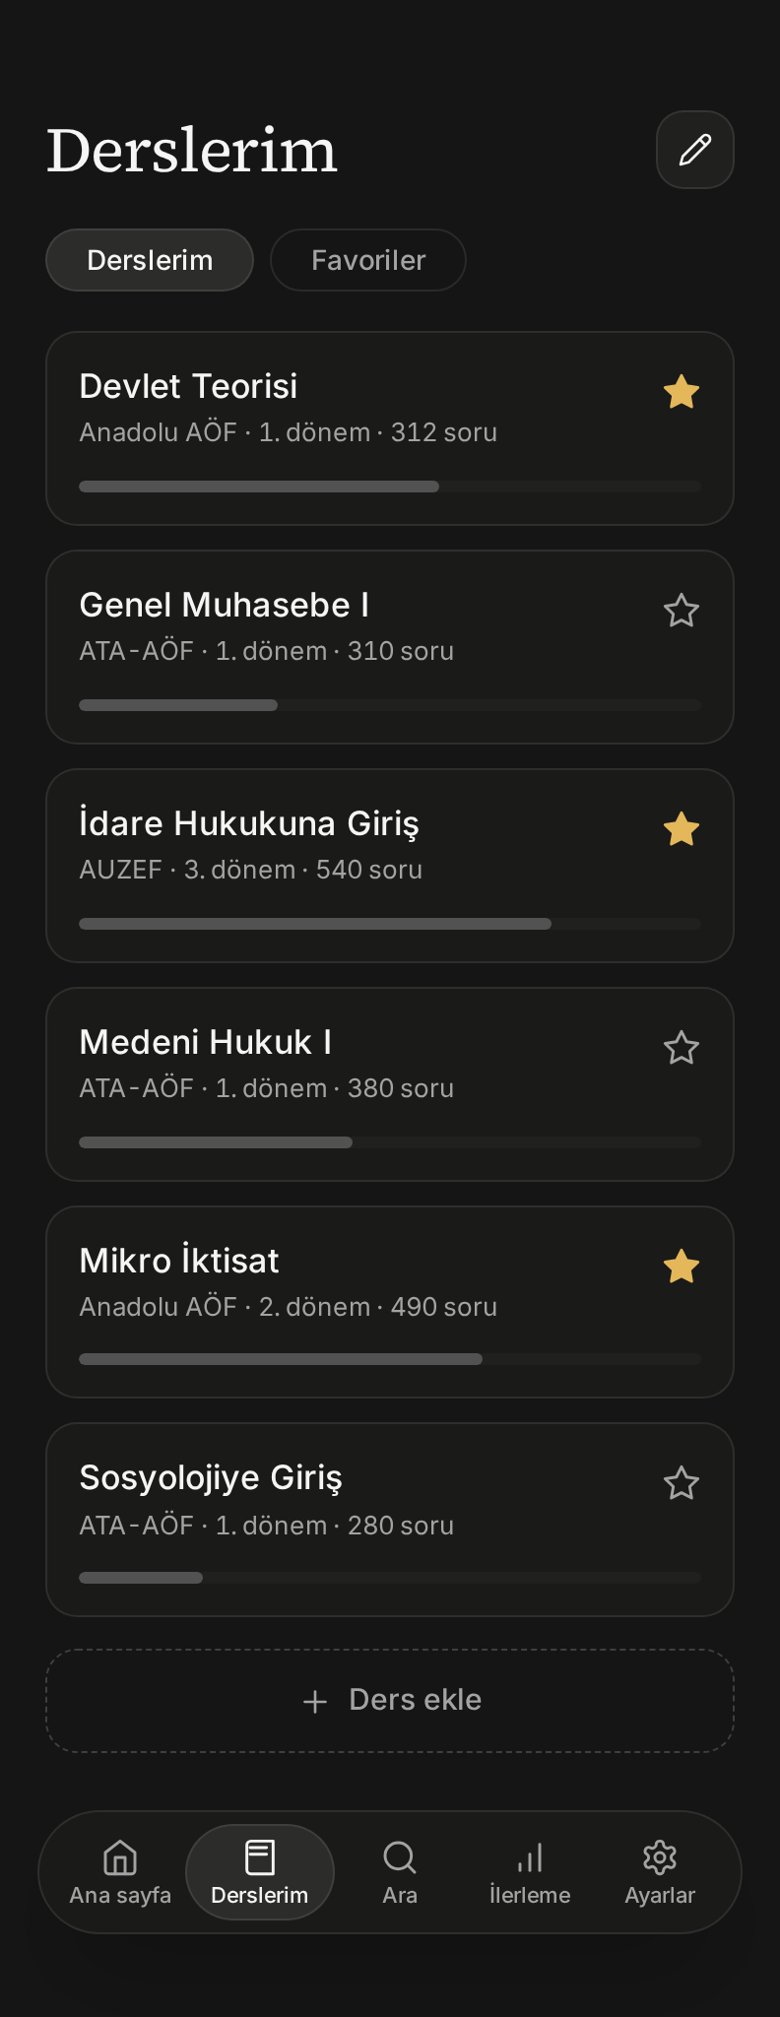 Derslerim
Derslerim
Favoriler
Devlet Teorisi
Anadolu AÖF · 1. dönem · 312 soru
Genel Muhasebe I
ATA-AÖF · 1. dönem · 310 soru
İdare Hukukuna Giriş
AUZEF · 3. dönem · 540 soru
Medeni Hukuk I
ATA-AÖF · 1. dönem · 380 soru
Mikro İktisat
Anadolu AÖF · 2. dönem · 490 soru
Sosyolojiye Giriş
ATA-AÖF · 1. dönem · 280 soru
+ Ders ekle
Ana sayfa
Derslerim
Ara
İlerleme
Ayarlar